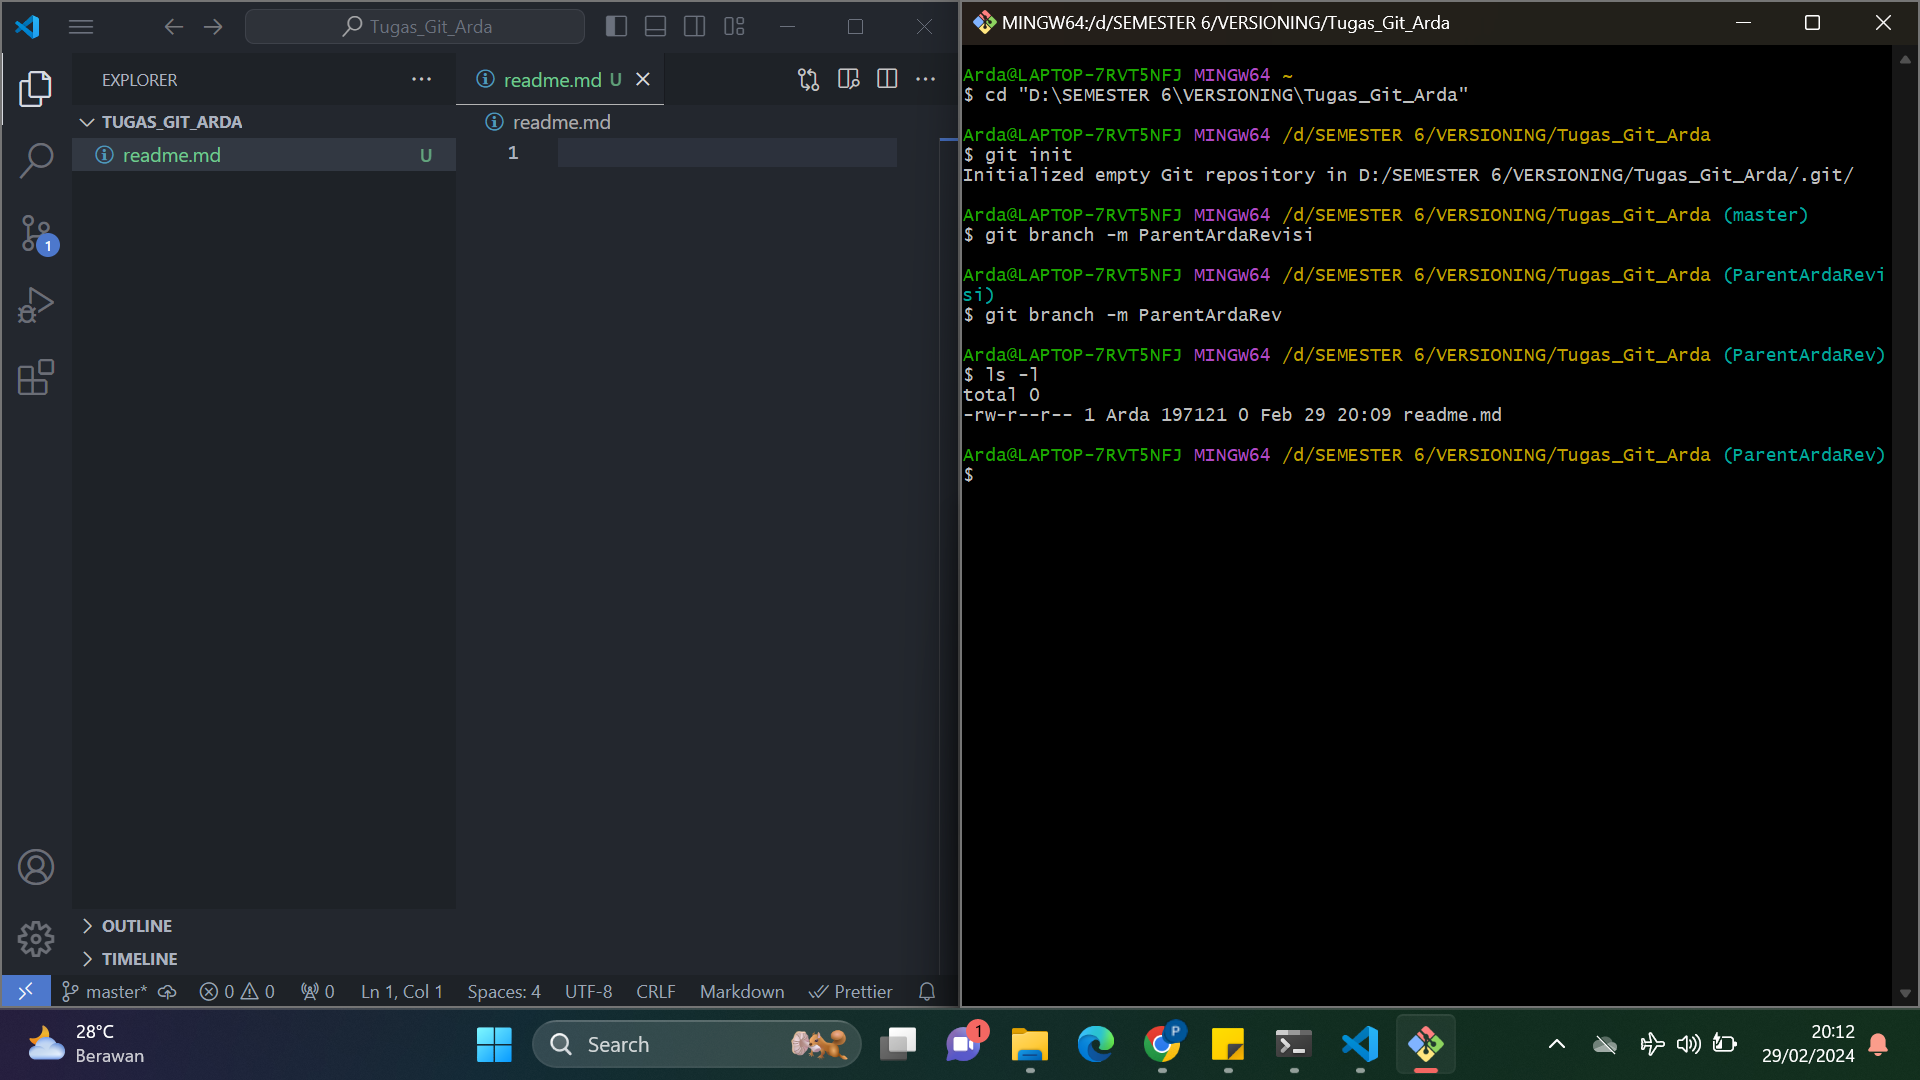 Tugas_Git_Arda
EXPLORER
TUGAS_GIT_ARDA
readme.md U
1
OUTLINE
TIMELINE
readme.md U
readme.md
1
master*
0 0
0
Ln 1, Col 1
Spaces: 4
UTF-8
CRLF
Markdown
Prettier
MINGW64:/d/SEMESTER 6/VERSIONING/Tugas_Git_Arda
Arda@LAPTOP-7RVT5NFJ MINGW64 ~
$ cd "D:\SEMESTER 6\VERSIONING\Tugas_Git_Arda"
Arda@LAPTOP-7RVT5NFJ MINGW64 /d/SEMESTER 6/VERSIONING/Tugas_Git_Arda
$ git init
Initialized empty Git repository in D:/SEMESTER 6/VERSIONING/Tugas_Git_Arda/.git/
Arda@LAPTOP-7RVT5NFJ MINGW64 /d/SEMESTER 6/VERSIONING/Tugas_Git_Arda (master)
$ git branch -m ParentArdaRevisi
Arda@LAPTOP-7RVT5NFJ MINGW64 /d/SEMESTER 6/VERSIONING/Tugas_Git_Arda (ParentArdaRevi
si)
$ git branch -m ParentArdaRev
Arda@LAPTOP-7RVT5NFJ MINGW64 /d/SEMESTER 6/VERSIONING/Tugas_Git_Arda (ParentArdaRev)
$ ls -l
total 0
-rw-r--r-- 1 Arda 197121 0 Feb 29 20:09 readme.md
Arda@LAPTOP-7RVT5NFJ MINGW64 /d/SEMESTER 6/VERSIONING/Tugas_Git_Arda (ParentArdaRev)
$
28°C
Berawan
Search
1
P
20:12
29/02/2024